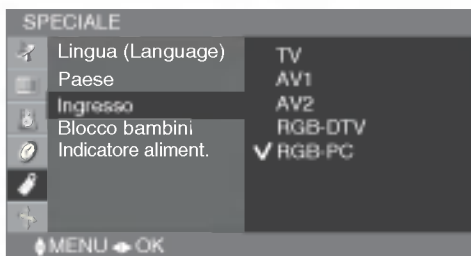 SPECIALE
Lingua (Language)
Paese
Ingresso
Blocco bambini
Indicatore aliment.
TV
AV1
AV2
RGB-DTV
RGB-PC
MENU OK